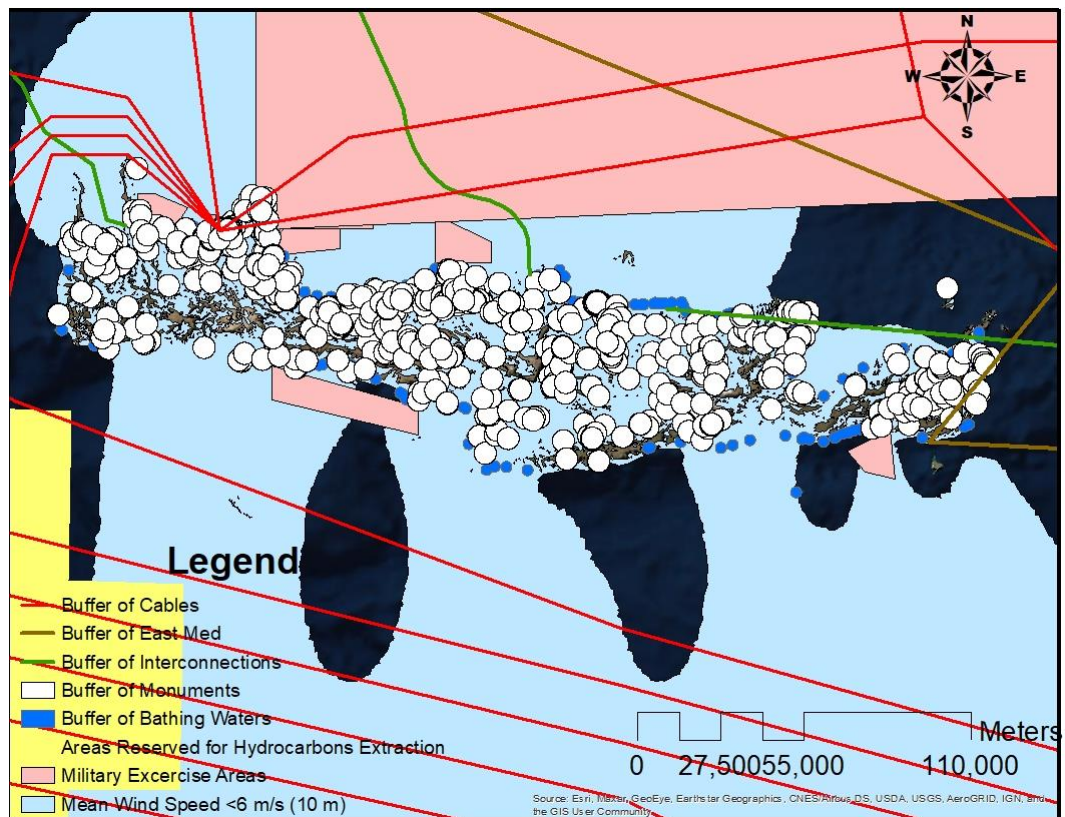 N
W E
S
Legend
Buffer of Cables
Buffer of East Med
Buffer of Interconnections
Buffer of Monuments
Buffer of Bathing Waters
Areas Reserved for Hydrocarbons Extraction
Military Excercise Areas
Mean Wind Speed <6 m/s (10 m)
Meters
0 27,500 55,000 110,000
Source: Esri, Maxar, GeoEye, Earthstar Geographics, CNES/Airbus DS, USDA, USGS, AeroGRID, IGN, and
the GIS User Community